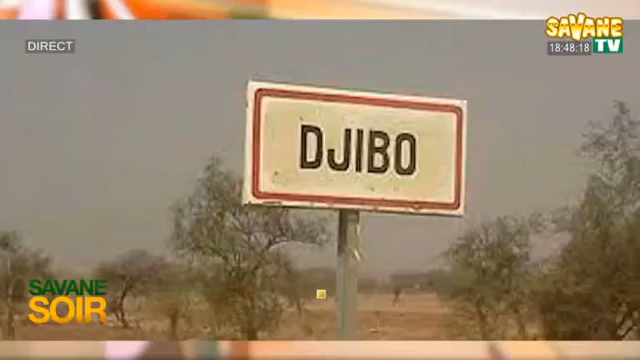 DIRECT
SAVANE
18:48:18 TV
DJIBO
SAVANE
SOIR